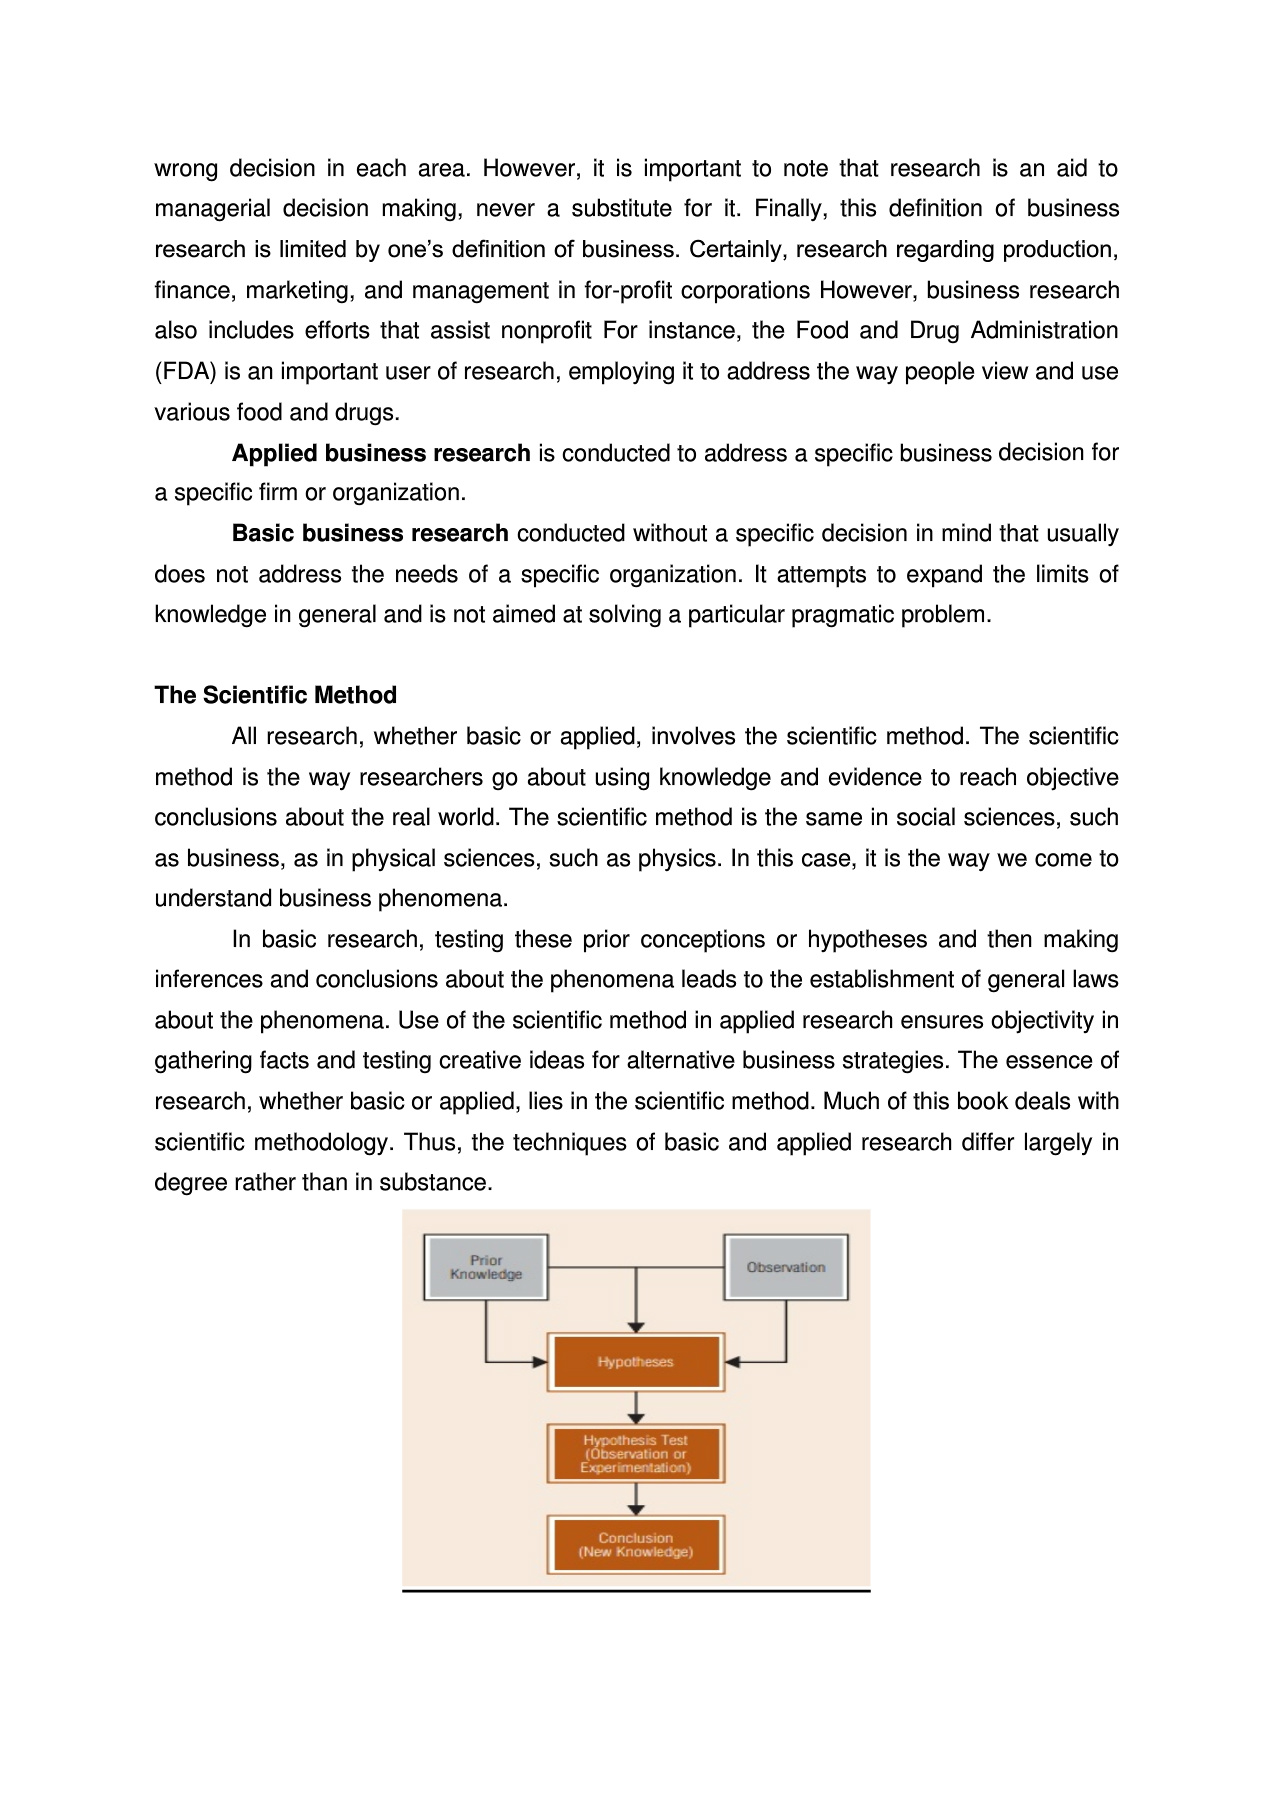 wrong decision in each area. However, it is important to note that research is an aid to
managerial decision making, never a substitute for it. Finally, this definition of business
research is limited by one’s definition of business. Certainly, research regarding production,
finance, marketing, and management in for-profit corporations However, business research
also includes efforts that assist nonprofit For instance, the Food and Drug Administration
(FDA) is an important user of research, employing it to address the way people view and use
various food and drugs.
Applied business research is conducted to address a specific business decision for
a specific firm or organization.
Basic business research conducted without a specific decision in mind that usually
does not address the needs of a specific organization. It attempts to expand the limits of
knowledge in general and is not aimed at solving a particular pragmatic problem.
The Scientific Method
All research, whether basic or applied, involves the scientific method. The scientific
method is the way researchers go about using knowledge and evidence to reach objective
conclusions about the real world. The scientific method is the same in social sciences, such
as business, as in physical sciences, such as physics. In this case, it is the way we come to
understand business phenomena.
In basic research, testing these prior conceptions or hypotheses and then making
inferences and conclusions about the phenomena leads to the establishment of general laws
about the phenomena. Use of the scientific method in applied research ensures objectivity in
gathering facts and testing creative ideas for alternative business strategies. The essence of
research, whether basic or applied, lies in the scientific method. Much of this book deals with
scientific methodology. Thus, the techniques of basic and applied research differ largely in
degree rather than in substance.
Prior
Knowledge
Observation
Hypotheses
Hypothesis Test
(Observation or
Experimentation)
Conclusion
(New Knowledge)